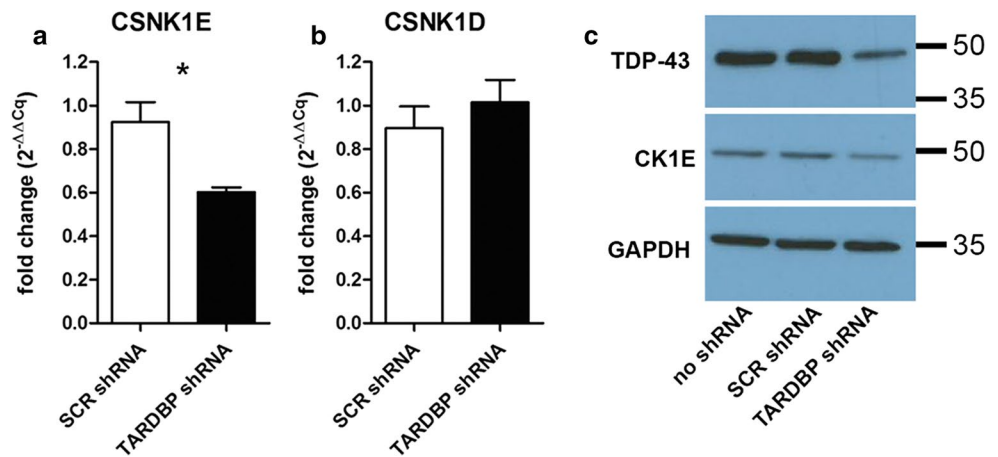 a
CSNK1E
fold change (2^-ΔΔCq)
1.2
1.0
0.8
0.6
0.4
0.2
0.0
*
SCR shRNA
TARDBP shRNA
b
CSNK1D
fold change (2^-ΔΔCq)
1.2
1.0
0.8
0.6
0.4
0.2
0.0
SCR shRNA
TARDBP shRNA
c
TDP-43
50
35
CK1E
50
GAPDH
35
no shRNA
SCR shRNA
TARDBP shRNA